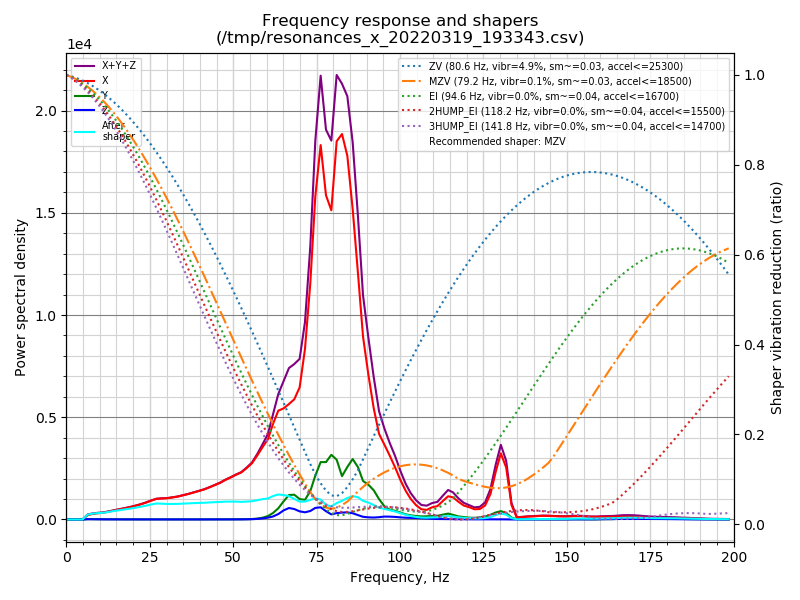 Frequency response and shapers
(/tmp/resonances_x_20220319_193343.csv)
1e4
X+Y+Z
X
Y
Z
After
shaper
ZV (80.6 Hz, vibr=4.9%, sm~=0.03, accel<=25300)
MZV (79.2 Hz, vibr=0.1%, sm~=0.03, accel<=18500)
EI (94.6 Hz, vibr=0.0%, sm~=0.04, accel<=16700)
2HUMP_EI (118.2 Hz, vibr=0.0%, sm~=0.04, accel<=15500)
3HUMP_EI (141.8 Hz, vibr=0.0%, sm~=0.04, accel<=14700)
Recommended shaper: MZV
Power spectral density
2.0
1.5
1.0
0.5
0.0
1.0
0.8
0.6
0.4
0.2
0.0
Shaper vibration reduction (ratio)
0 25 50 75 100 125 150 175 200
Frequency, Hz